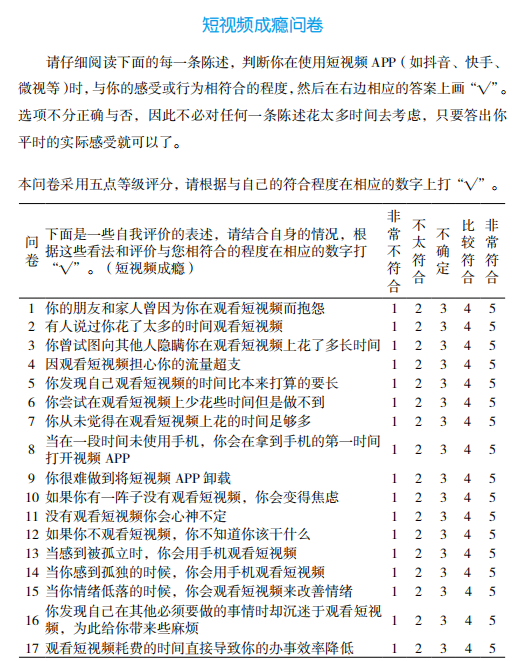 短视频成瘾问卷
请仔细阅读下面的每一条陈述，判断你在使用短视频 APP（如抖音、快手、
微视等）时，与你的感受或行为相符合的程度，然后在右边相应的答案上画“√”。
选项不分正确与否，因此不必对任何一条陈述花太多时间去考虑，只要答出你
平时的实际感受就可以了。
本问卷采用五点等级评分，请根据与自己的符合程度在相应的数字上打“√”。
问卷 下面是一些自我评价的表述，请结合自身的情况，根 非常不符合 不太符合 不确定 比较符合 非常符合
据这些看法和评价与您相符合的程度在相应的数字打
“√”。（短视频成瘾）
1 你的朋友和家人曾因为你在观看短视频而抱怨 1 2 3 4 5
2 有人说过你花了太多的时间观看短视频 1 2 3 4 5
3 你曾试图向其他人隐瞒你在观看短视频上花了多长时间 1 2 3 4 5
4 因观看短视频担心你的流量超支 1 2 3 4 5
5 你发现自己观看短视频的时间比本来打算的要长 1 2 3 4 5
6 你尝试在观看短视频上少花些时间但是做不到 1 2 3 4 5
7 你从未觉得在观看短视频上花的时间足够多 1 2 3 4 5
8 当在一段时间未使用手机，你会在拿到手机的第一时间 1 2 3 4 5
打开视频 APP
9 你很难做到将短视频 APP 卸载 1 2 3 4 5
10 如果你有一阵子没有观看短视频，你会变得焦虑 1 2 3 4 5
11 没有观看短视频你会心神不定 1 2 3 4 5
12 如果你不观看短视频，你不知道你该干什么 1 2 3 4 5
13 当感到被孤立时，你会用手机观看短视频 1 2 3 4 5
14 当你感到孤独的时候，你会用手机观看短视频 1 2 3 4 5
15 当你情绪低落的时候，你会观看短视频来改善情绪 1 2 3 4 5
16 你发现自己在其他必须要做的事情时却沉迷于观看短视 1 2 3 4 5
频，为此给你带来些麻烦
17 观看短视频耗费的时间直接导致你的办事效率降低 1 2 3 4 5